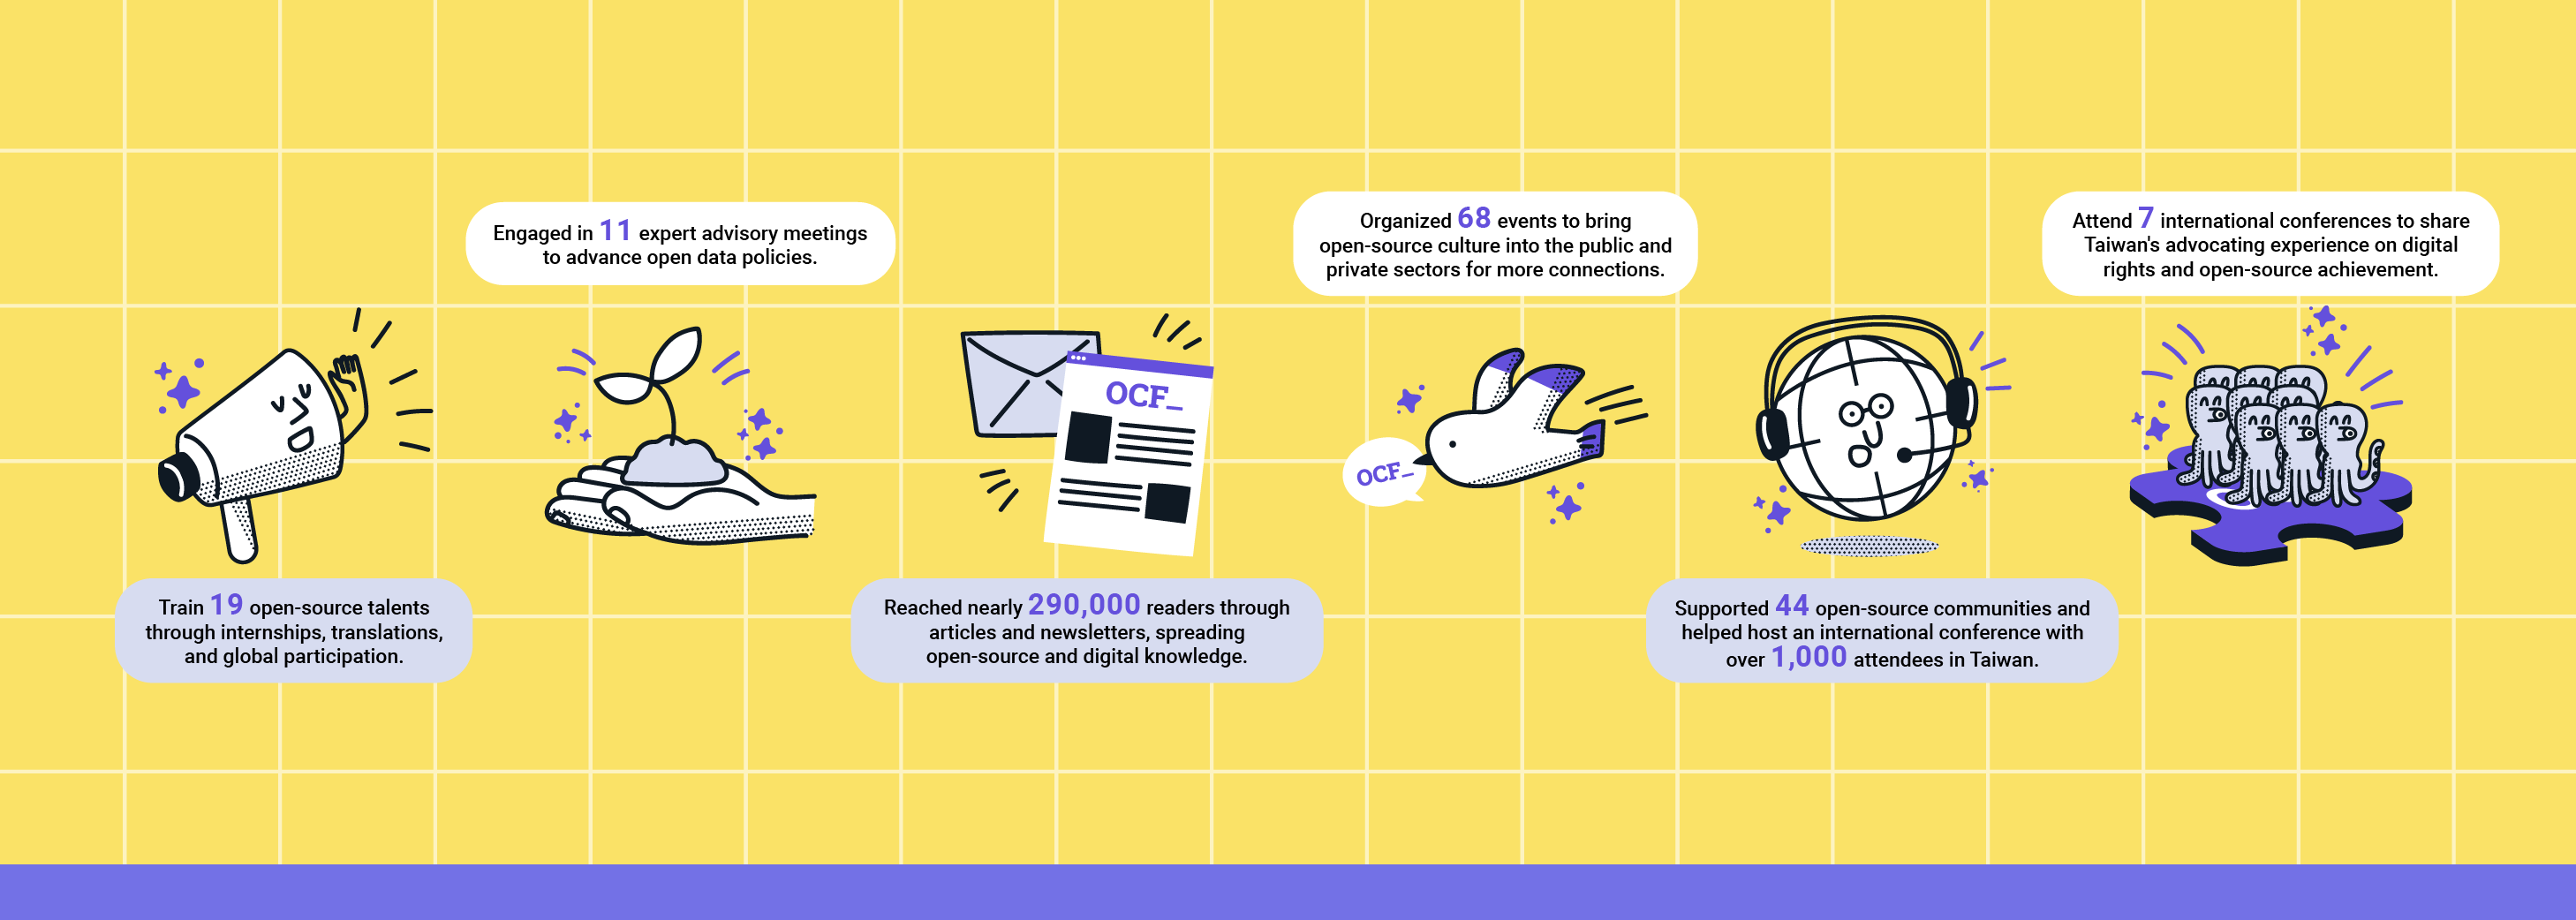 Train 19 open-source talents
through internships, translations,
and global participation.
Engaged in 11 expert advisory meetings
to advance open data policies.
OCF_
Reached nearly 290,000 readers through
articles and newsletters, spreading
open-source and digital knowledge.
Organized 68 events to bring
open-source culture into the public and
private sectors for more connections.
OCF_
Supported 44 open-source communities and
helped host an international conference with
over 1,000 attendees in Taiwan.
Attend 7 international conferences to share
Taiwan's advocating experience on digital
rights and open-source achievement.